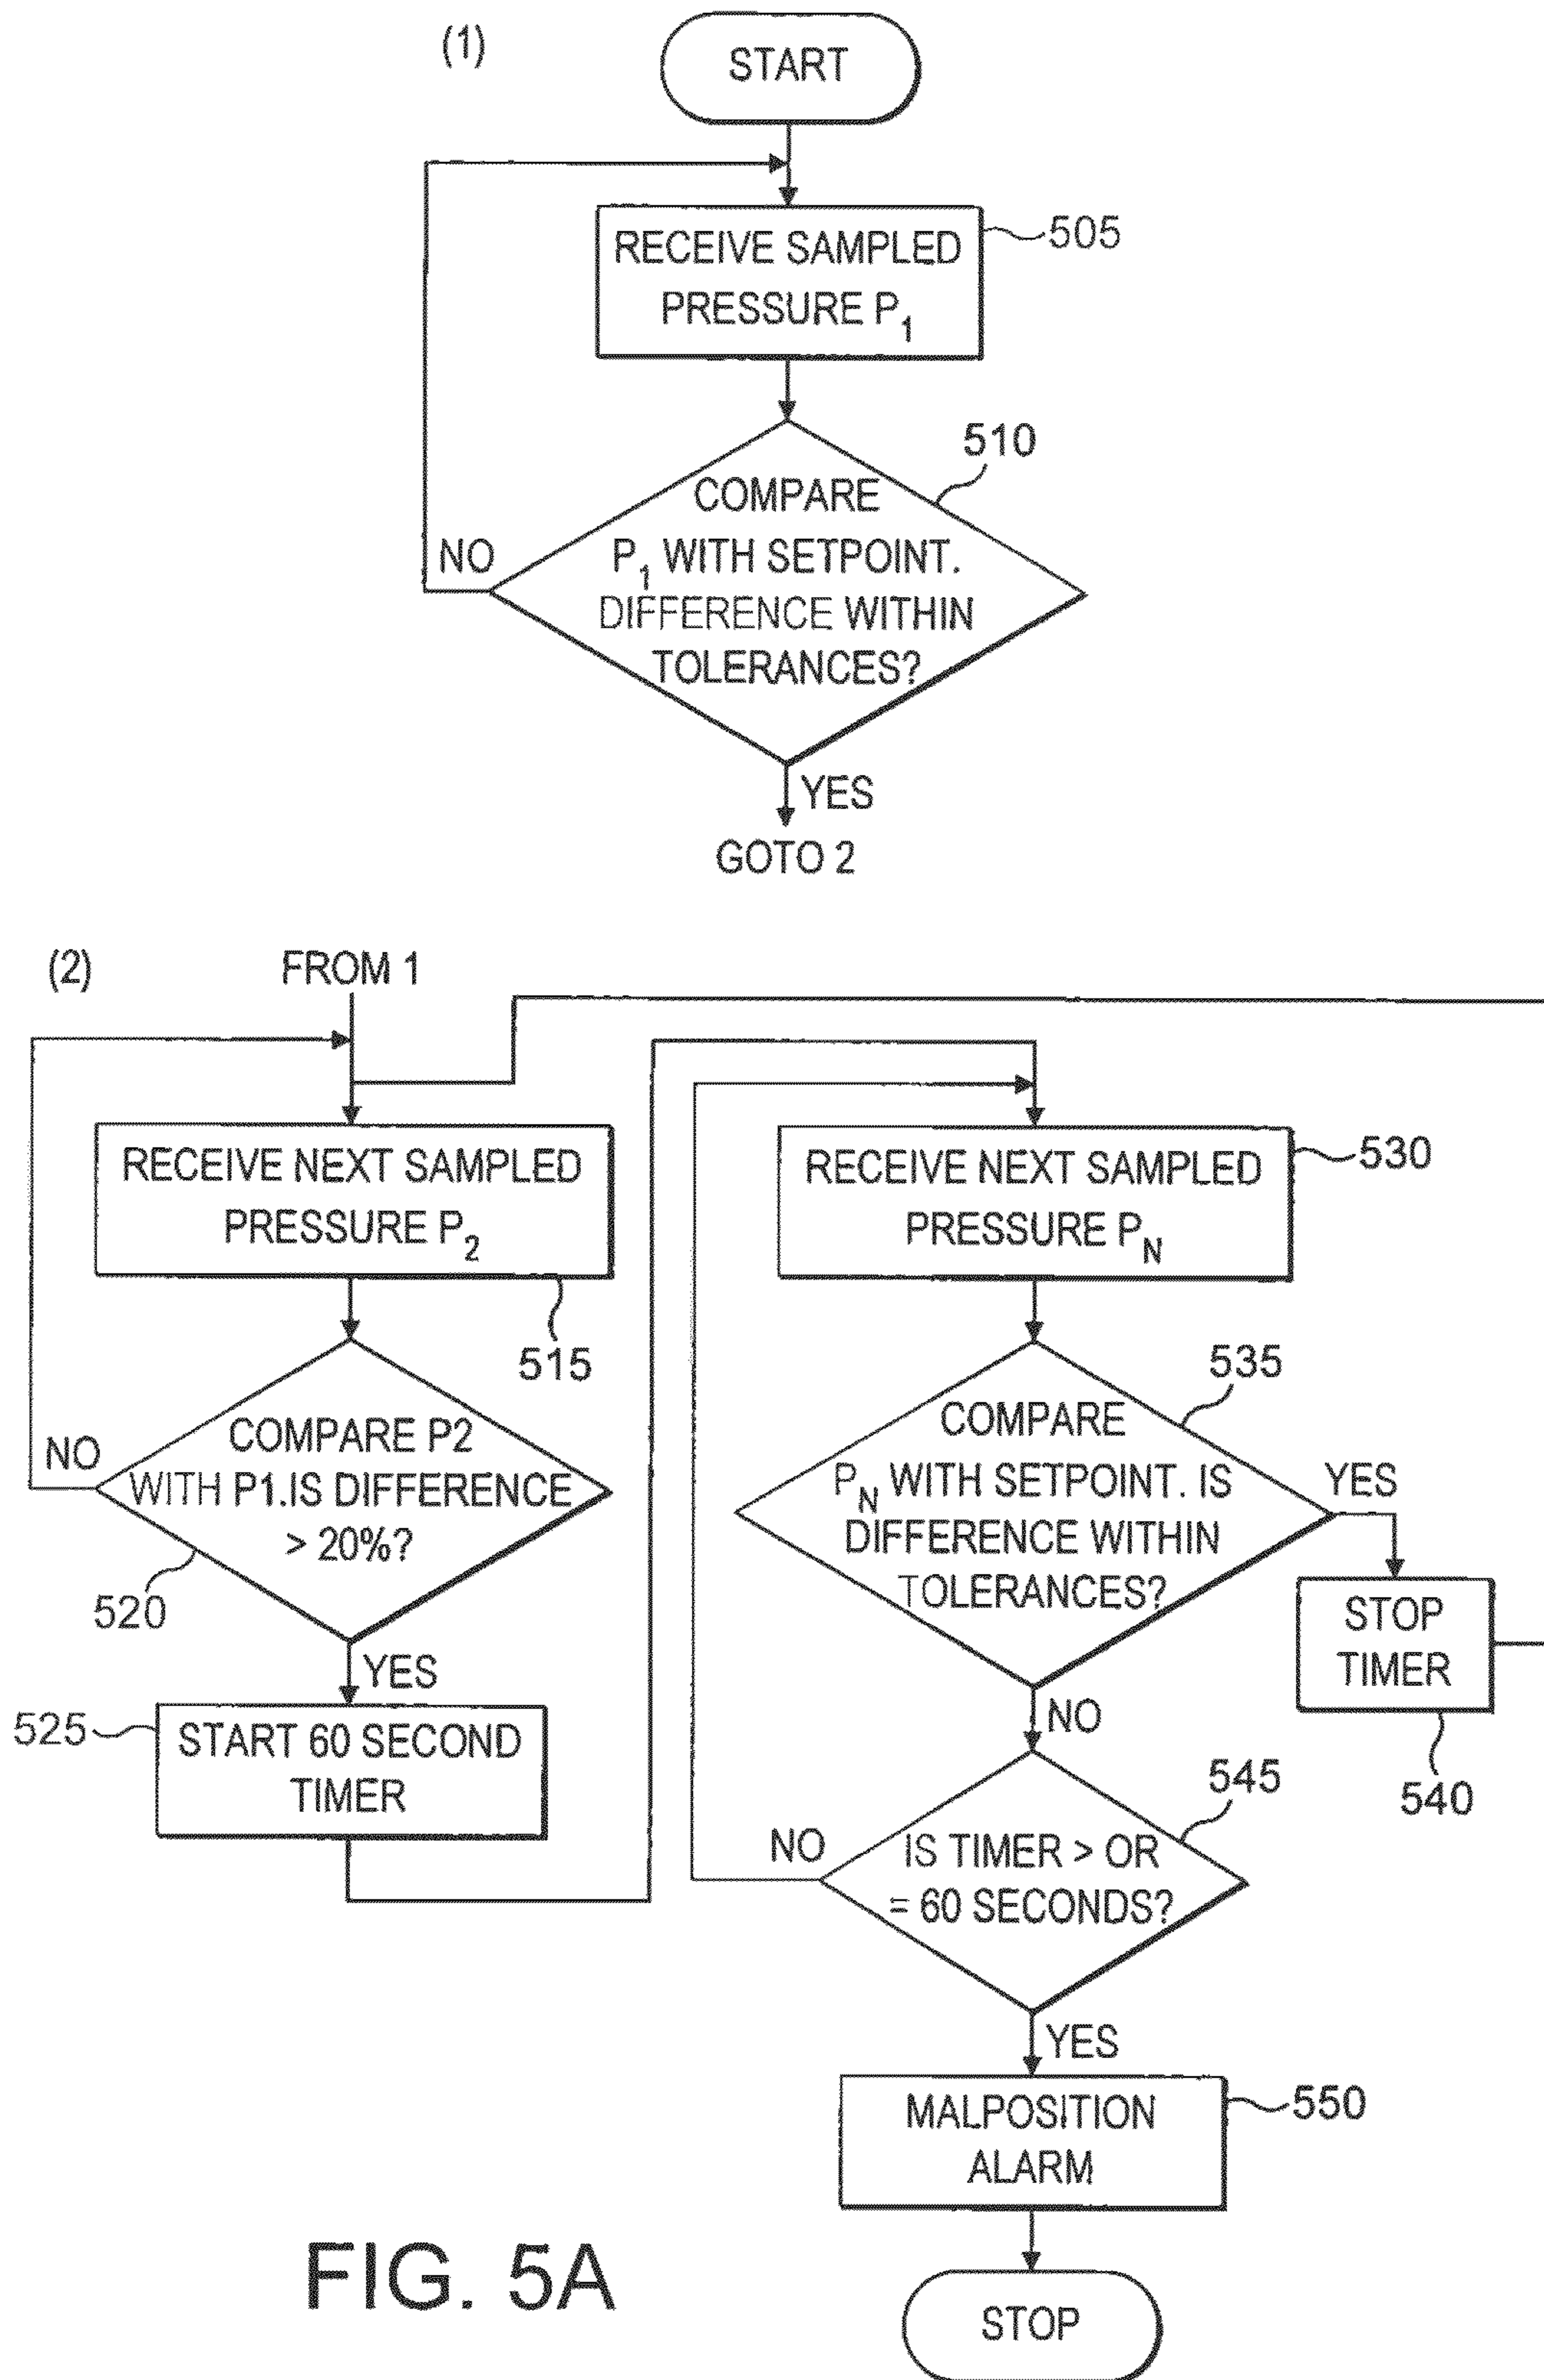 (1)
START
RECEIVE SAMPLED
PRESSURE P1
505
510
COMPARE
P1 WITH SETPOINT.
DIFFERENCE WITHIN
TOLERANCES?
NO
YES
GOTO 2
(2)
FROM 1
RECEIVE NEXT SAMPLED
PRESSURE P2
515
COMPARE P2
WITH P1.IS DIFFERENCE
> 20%?
NO
520
YES
525
START 60 SECOND
TIMER
RECEIVE NEXT SAMPLED
PRESSURE PN
530
535
COMPARE
PN WITH SETPOINT. IS
DIFFERENCE WITHIN
TOLERANCES?
YES
STOP
TIMER
540
NO
545
IS TIMER > OR
= 60 SECONDS?
NO
YES
MALPOSITION
ALARM
550
STOP
FIG. 5A